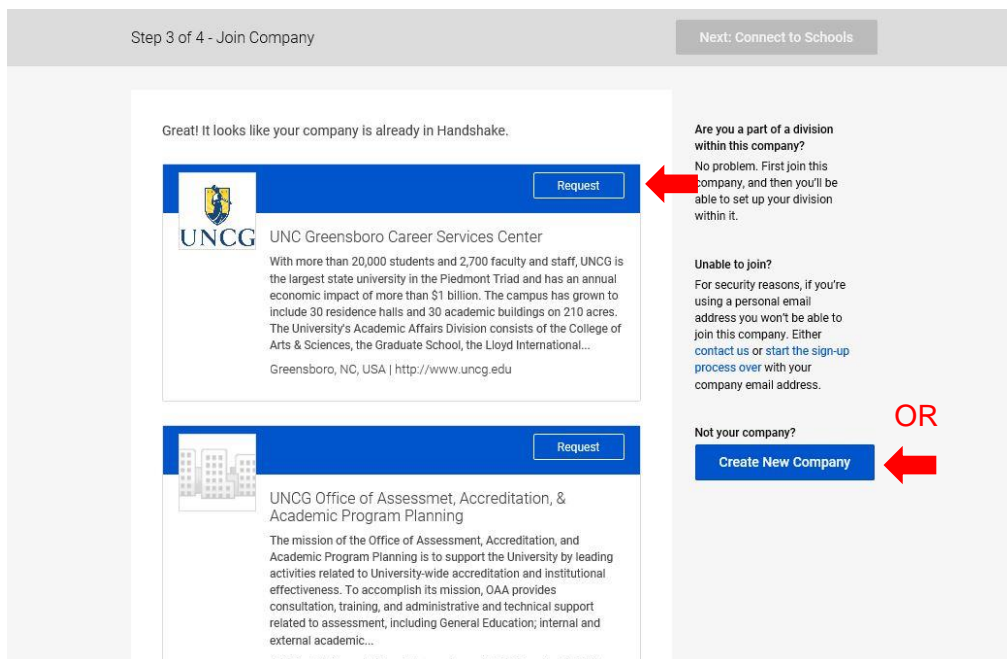 Step 3 of 4 - Join Company
Next: Connect to Schools
Great! It looks like your company is already in Handshake.
Request
UNCG
UNC Greensboro Career Services Center
With more than 20,000 students and 2,700 faculty and staff, UNCG is
the largest state university in the Piedmont Triad and has an annual
economic impact of more than $1 billion. The campus has grown to
include 30 residence halls and 30 academic buildings on 210 acres.
The University's Academic Affairs Division consists of the College of
Arts & Sciences, the Graduate School, the Lloyd International...
Greensboro, NC, USA | http://www.uncg.edu
Request
UNCG Office of Assessmet, Accreditation, &
Academic Program Planning
The mission of the Office of Assessment, Accreditation, and
Academic Program Planning is to support the University by leading
activities related to University-wide accreditation and institutional
effectiveness. To accomplish its mission, OAA provides
consultation, training, and administrative and technical support
related to assessment, including General Education; internal and
external academic...
Are you a part of a division
within this company?
No problem. First join this
company, and then you'll be
able to set up your division
within it.
Unable to join?
For security reasons, if you're
using a personal email
address you won't be able to
join this company. Either
contact us or start the sign-up
process over with your
company email address.
OR
Not your company?
Create New Company